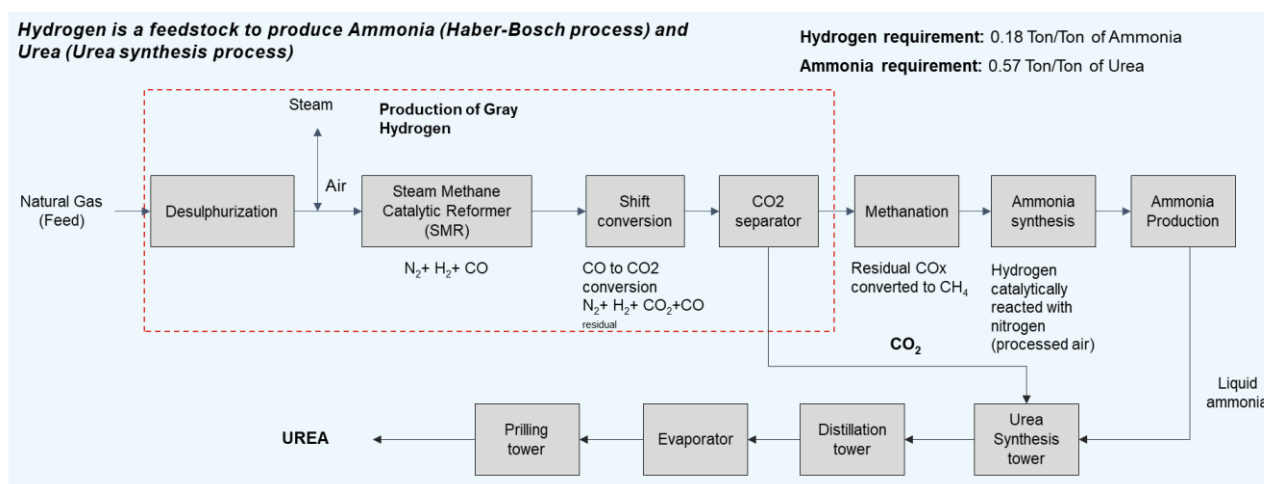 Hydrogen is a feedstock to produce Ammonia (Haber-Bosch process) and
Urea (Urea synthesis process)
Hydrogen requirement: 0.18 Ton/Ton of Ammonia
Ammonia requirement: 0.57 Ton/Ton of Urea
Steam
Production of Gray
Hydrogen
Air
Natural Gas
(Feed)
Desulphurization
Steam Methane
Catalytic Reformer
(SMR)
Shift
conversion
CO2
separator
Methanation
Ammonia
synthesis
Ammonia
Production
N₂+ H₂+ CO
CO to CO2
conversion
N₂+ H₂+ CO₂+CO
residual
Residual COx
converted to CH₄
Hydrogen
catalytically
reacted with
nitrogen
(processed air)
CO₂
Liquid
ammonia
UREA
Prilling
tower
Evaporator
Distillation
tower
Urea
Synthesis
tower